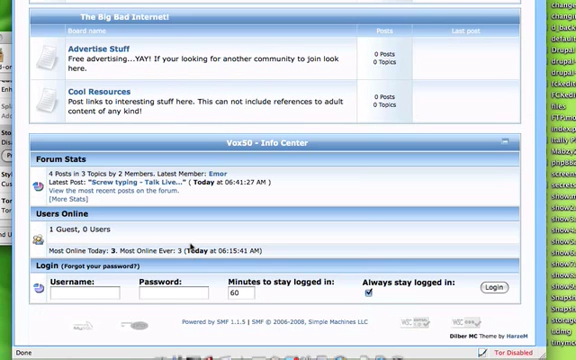 The Big Bad Internet!
Board name
Posts
Last post
Advertise Stuff
Free advertising...YAY! If your looking for another community to join look
here.
0 Posts
0 Topics
Cool Resources
Post links to interesting stuff here. This can not include references to adult
content of any kind!
0 Posts
0 Topics
Vox50 - Info Center
Forum Stats
4 Posts in 3 Topics by 2 Members. Latest Member: Emor
Latest Post: "Screw typing - Talk Live..." ( Today at 06:41:27 AM)
View the most recent posts on the forum.
[More Stats]
Users Online
1 Guest, 0 Users
Most Online Today: 3. Most Online Ever: 3 (Today at 06:15:41 AM)
Login (Forgot your password?)
Username:
Password:
Minutes to stay logged in:
Always stay logged in:
60
Login
Powered by SMF 1.1.5 | SMF © 2006-2008, Simple Machines LLC
Dilber MC Theme by HarzeM
Done
Tor Disabled